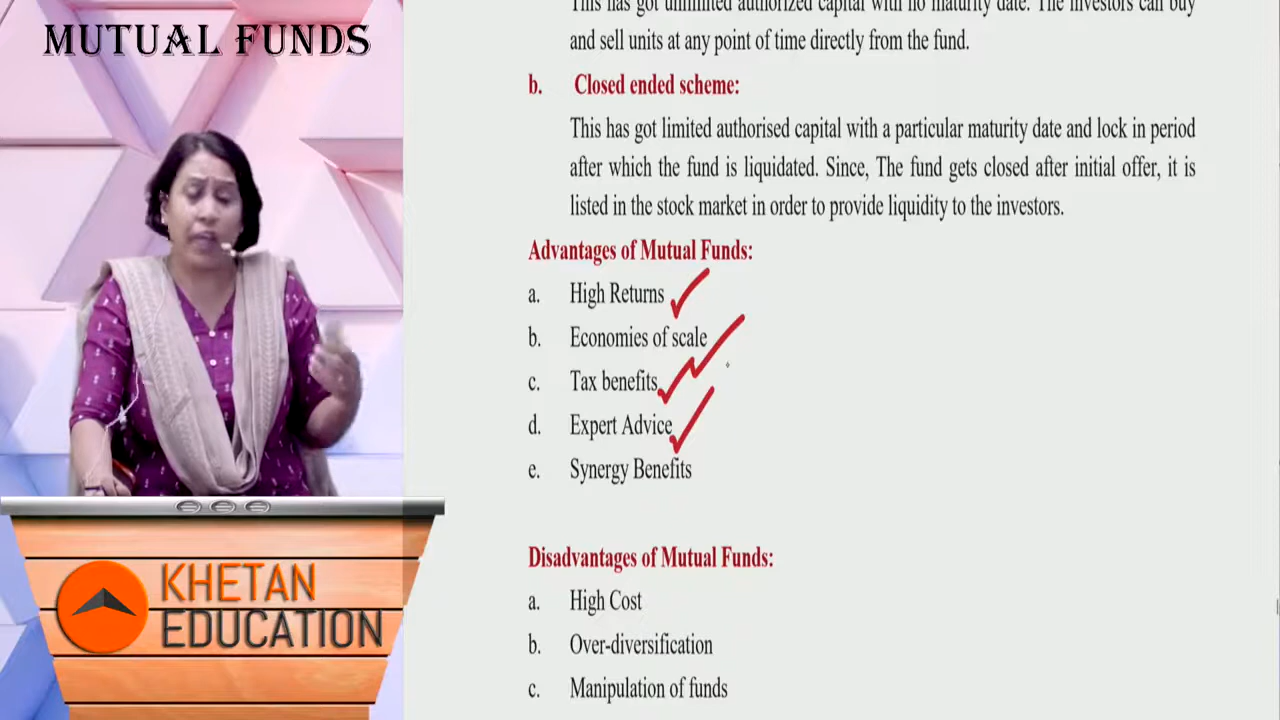 MUTUAL FUNDS
This has got unlimited authorized capital with no maturity date. The investors can buy
and sell units at any point of time directly from the fund.
b. Closed ended scheme:
This has got limited authorised capital with a particular maturity date and lock in period
after which the fund is liquidated. Since, The fund gets closed after initial offer, it is
listed in the stock market in order to provide liquidity to the investors.
Advantages of Mutual Funds:
a. High Returns
b. Economies of scale
c. Tax benefits
d. Expert Advice
e. Synergy Benefits
Disadvantages of Mutual Funds:
a. High Cost
b. Over-diversification
c. Manipulation of funds
KHETAN
EDUCATION